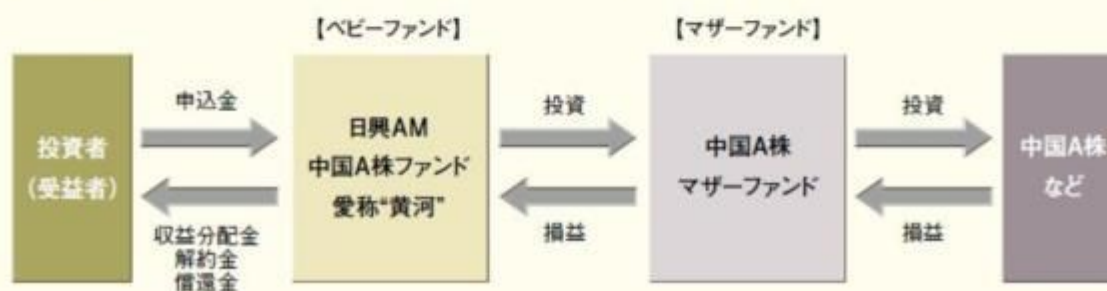 【ベビーファンド】
【マザーファンド】
投資者
（受益者）
申込金
収益分配金
解約金
償還金
日興AM
中国A株ファンド
愛称“黄河”
投資
損益
中国A株
マザーファンド
投資
損益
中国A株
など